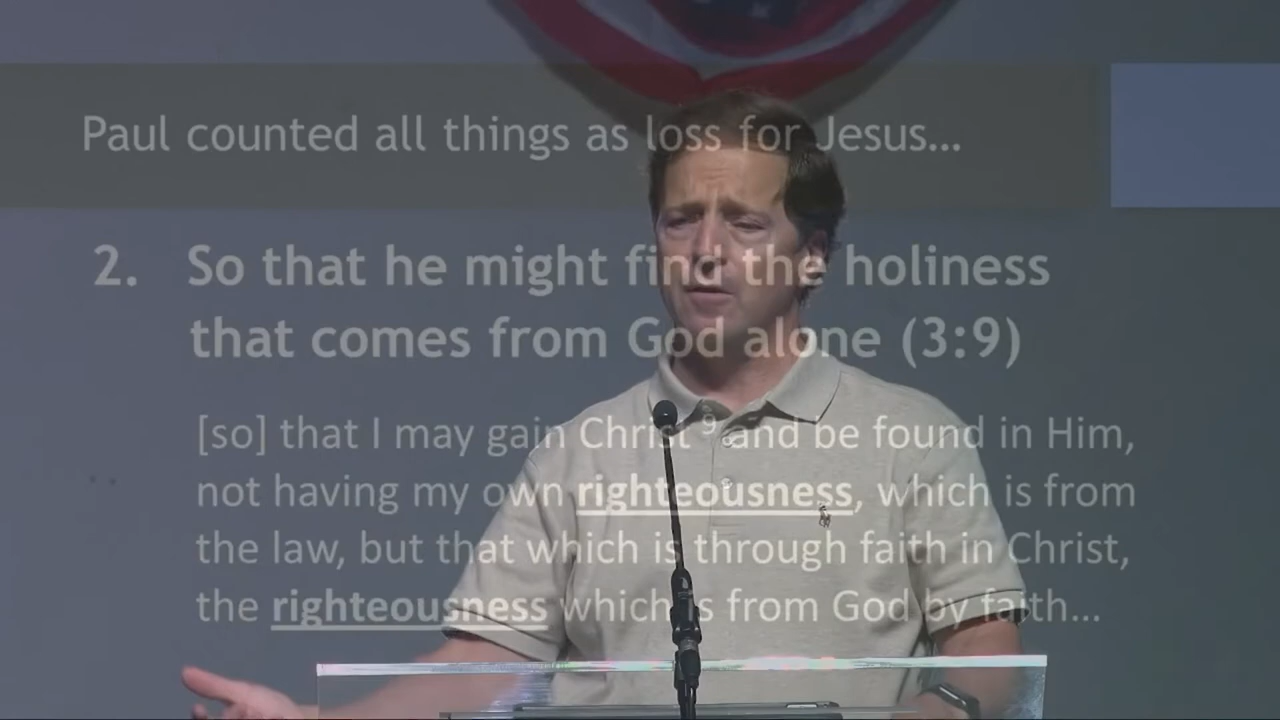 Paul counted all things as loss for Jesus...
2. So that he might find the holiness
that comes from God alone (3:9)
[so] that I may gain Christ ⁹ and be found in Him,
not having my own righteousness, which is from
the law, but that which is through faith in Christ,
the righteousness which is from God by faith...